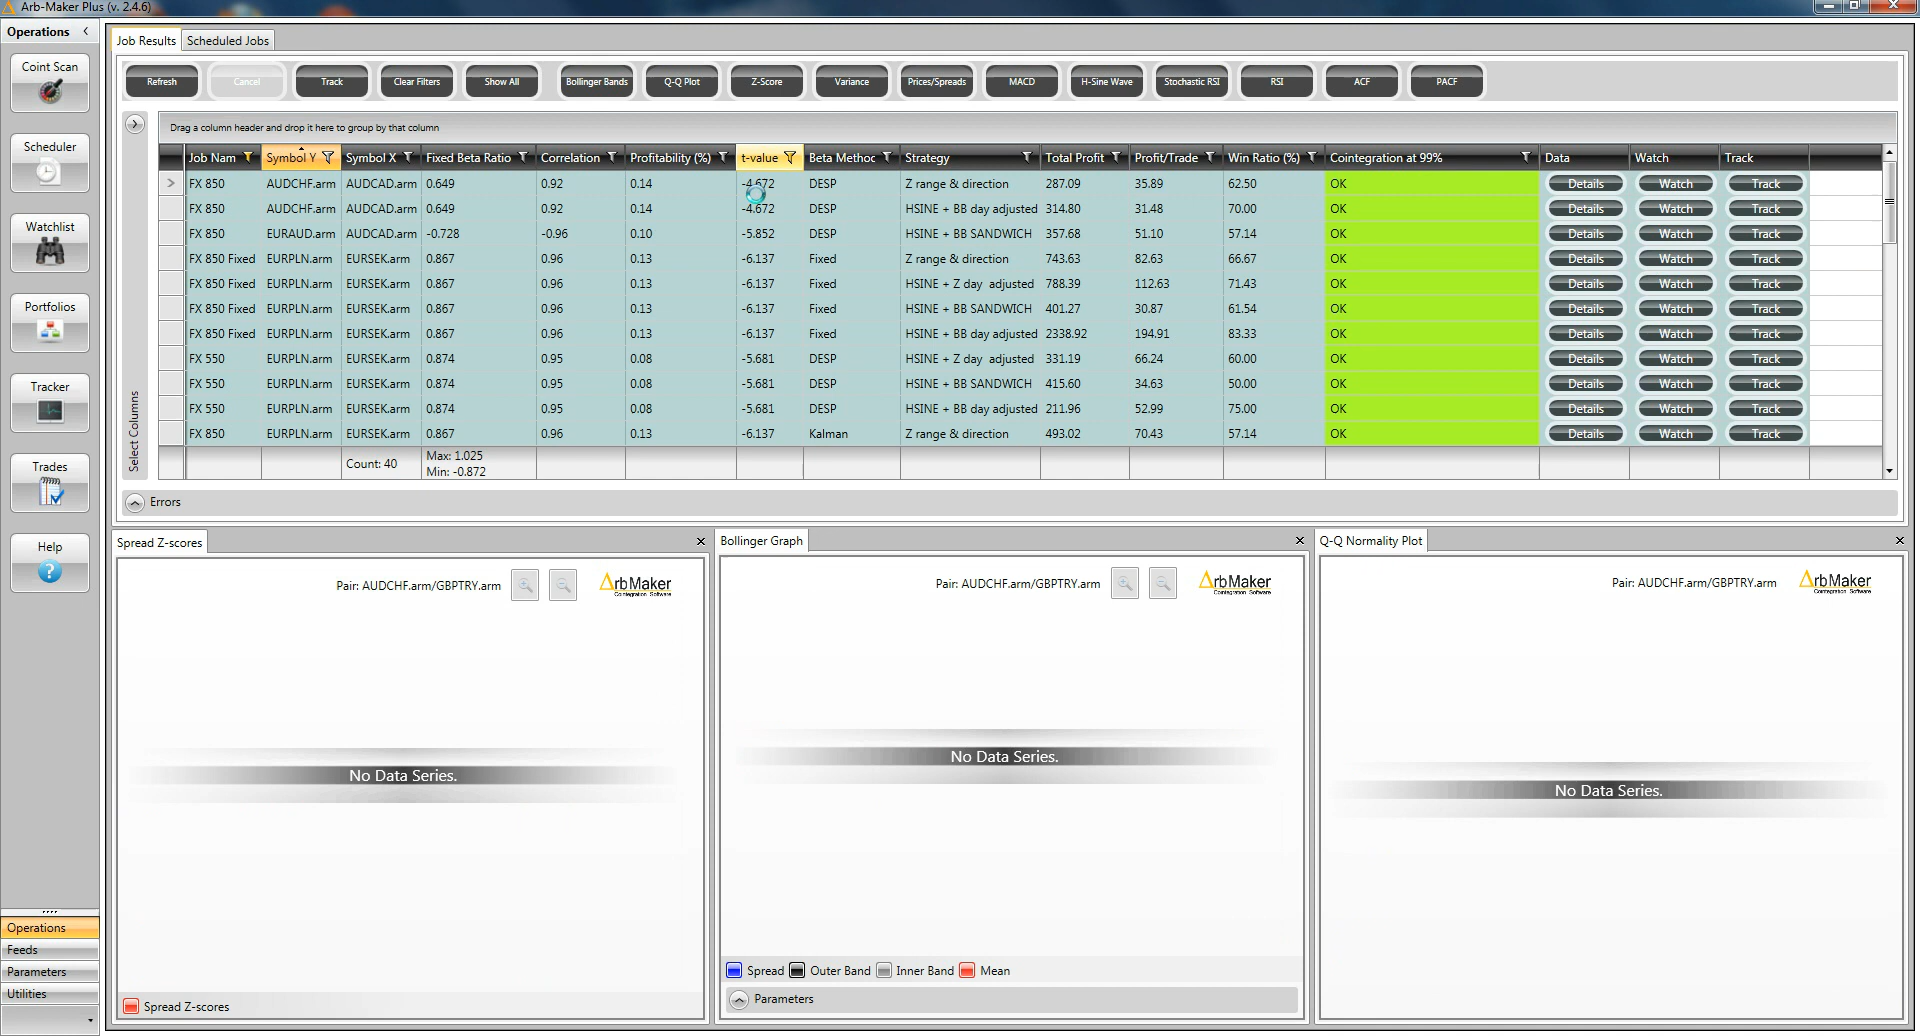 Arb-Maker Plus (v. 2.4.6)
Operations <
Job Results Scheduled Jobs
Coint Scan
Refresh Cancel Track Clear Filters Show All Bollinger Bands Q-Q Plot Z-Score Variance Prices/Spreads MACD H-Sine Wave Stochastic RSI RSI ACF PACF
Drag a column header and drop it here to group by that column
Scheduler
Job Nam Symbol Y Symbol X Fixed Beta Ratio Correlation Profitability (%) t-value Beta Methoc Strategy Total Profit Profit/Trade Win Ratio (%) Cointegration at 99% Data Watch Track
FX 850 AUDCHF.arm AUDCAD.arm 0.649 0.92 0.14 -4.672 DESP Z range & direction 287.09 35.89 62.50 OK Details Watch Track
FX 850 AUDCHF.arm AUDCAD.arm 0.649 0.92 0.14 -4.672 DESP HSINE + BB day adjusted 314.80 31.48 70.00 OK Details Watch Track
Watchlist
FX 850 EURAUD.arm AUDCAD.arm -0.728 -0.96 0.10 -5.852 DESP HSINE + BB SANDWICH 357.68 51.10 57.14 OK Details Watch Track
FX 850 Fixed EURPLN.arm EURSEK.arm 0.867 0.96 0.13 -6.137 Fixed Z range & direction 743.63 82.63 66.67 OK Details Watch Track
FX 850 Fixed EURPLN.arm EURSEK.arm 0.867 0.96 0.13 -6.137 Fixed HSINE + Z day  adjusted 788.39 112.63 71.43 OK Details Watch Track
Portfolios
FX 850 Fixed EURPLN.arm EURSEK.arm 0.867 0.96 0.13 -6.137 Fixed HSINE + BB SANDWICH 401.27 30.87 61.54 OK Details Watch Track
FX 850 Fixed EURPLN.arm EURSEK.arm 0.867 0.96 0.13 -6.137 Fixed HSINE + BB day adjusted 2338.92 194.91 83.33 OK Details Watch Track
FX 550 EURPLN.arm EURSEK.arm 0.874 0.95 0.08 -5.681 DESP HSINE + Z day  adjusted 331.19 66.24 60.00 OK Details Watch Track
Tracker
FX 550 EURPLN.arm EURSEK.arm 0.874 0.95 0.08 -5.681 DESP HSINE + BB SANDWICH 415.60 34.63 50.00 OK Details Watch Track
FX 550 EURPLN.arm EURSEK.arm 0.874 0.95 0.08 -5.681 DESP HSINE + BB day adjusted 211.96 52.99 75.00 OK Details Watch Track
FX 850 EURPLN.arm EURSEK.arm 0.867 0.96 0.13 -6.137 Kalman Z range & direction 493.02 70.43 57.14 OK Details Watch Track
Select Columns
Trades
Count: 40 Max: 1.025
Min: -0.872
Errors
Help
Spread Z-scores
Bollinger Graph
Q-Q Normality Plot
Pair: AUDCHF.arm/GBPTRY.arm ArbMaker
Cointegration Software
Pair: AUDCHF.arm/GBPTRY.arm ArbMaker
Cointegration Software
Pair: AUDCHF.arm/GBPTRY.arm ArbMaker
Cointegration Software
No Data Series.
No Data Series.
No Data Series.
Operations
Feeds
Parameters
Utilities
Spread Z-scores
Spread Outer Band Inner Band Mean
Parameters